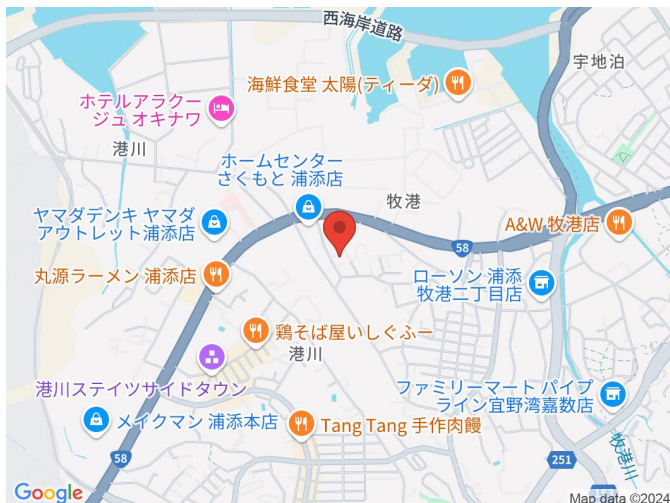 西海岸道路
宇地泊
海鮮食堂 太陽(ティーダ)
ホテルアラクー
ジュ オキナワ
港川
ホームセンター
さくもと 浦添店
牧港
ヤマダデンキ ヤマダ
アウトレット浦添店
A&W 牧港店
58
丸源ラーメン 浦添店
ローソン 浦添
牧港二丁目店
鶏そば屋いしぐふー
港川
港川ステイツサイドタウン
ファミリーマート パイプ
ライン宜野湾嘉数店
メイクマン 浦添本店
Tang Tang 手作肉饅
牧港川
58
251
Google
Map data ©2024